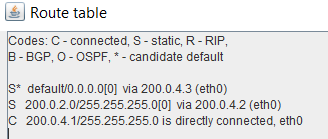 Route table
Codes: C - connected, S - static, R - RIP,
B - BGP, O - OSPF, * - candidate default
S* default/0.0.0.0[0] via 200.0.4.3 (eth0)
S 200.0.2.0/255.255.255.0[0] via 200.0.4.2 (eth0)
C 200.0.4.1/255.255.255.0 is directly connected, eth0